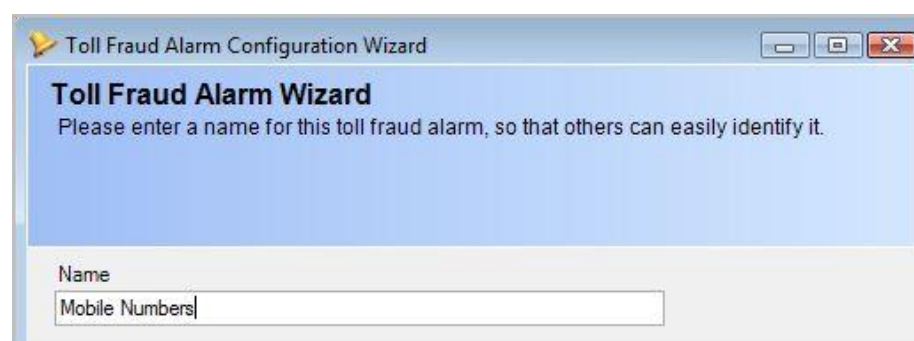 Toll Fraud Alarm Configuration Wizard
Toll Fraud Alarm Wizard
Please enter a name for this toll fraud alarm, so that others can easily identify it.
Name
Mobile Numbers